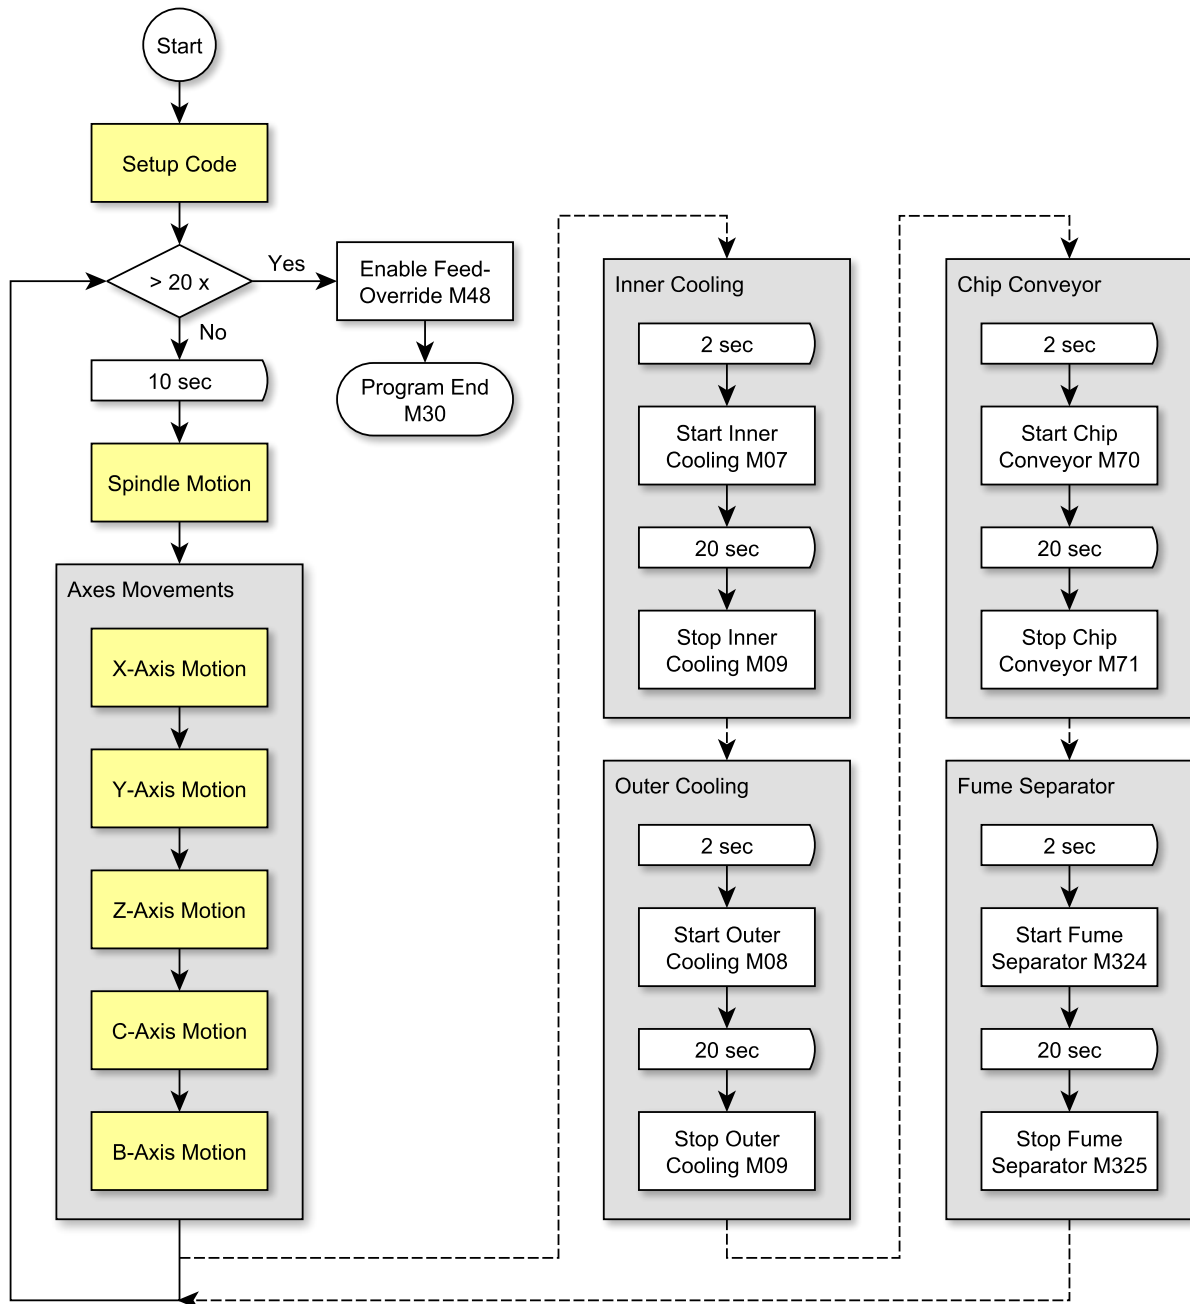 Start
Setup Code
> 20 x
Yes
No
Enable Feed-
Override M48
Program End
M30
10 sec
Spindle Motion
Axes Movements
X-Axis Motion
Y-Axis Motion
Z-Axis Motion
C-Axis Motion
B-Axis Motion
Inner Cooling
2 sec
Start Inner
Cooling M07
20 sec
Stop Inner
Cooling M09
Outer Cooling
2 sec
Start Outer
Cooling M08
20 sec
Stop Outer
Cooling M09
Chip Conveyor
2 sec
Start Chip
Conveyor M70
20 sec
Stop Chip
Conveyor M71
Fume Separator
2 sec
Start Fume
Separator M324
20 sec
Stop Fume
Separator M325